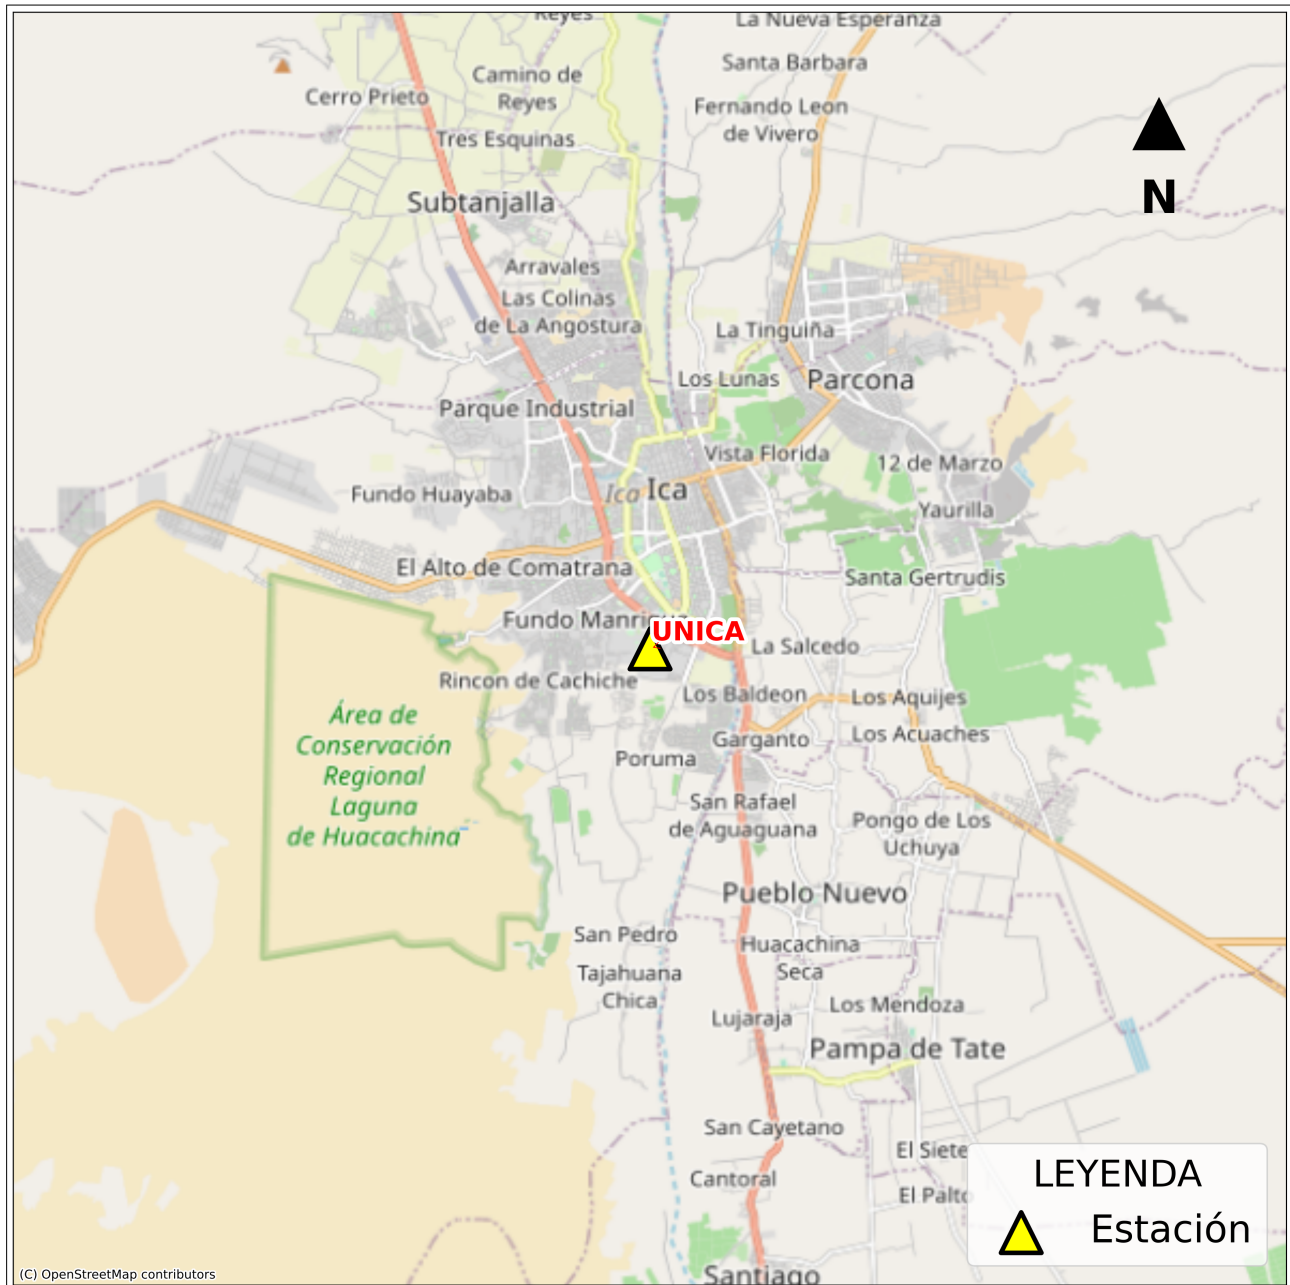 Reyes
La Nueva Esperanza
Santa Barbara
Camino de
Reyes
Cerro Prieto
Fernando Leon
de Vivero
Tres Esquinas
N
Subtanjalla
Arravales
Las Colinas
de La Angostura
La Tinguiña
Los Lunas
Parcona
Parque Industrial
Vista Florida
12 de Marzo
Fundo Huayaba
Ica Ica
Yaurilla
El Alto de Comatrana
Santa Gertrudis
Fundo Manrique
UNICA
La Salcedo
Rincon de Cachiche
Los Baldeon
Los Aquijes
Área de
Conservación
Regional
Laguna
de Huacachina
Garganto
Los Acuaches
Poruma
San Rafael
de Aguaguana
Pongo de Los
Uchuya
Pueblo Nuevo
San Pedro
Huacachina
Seca
Tajahuana
Chica
Los Mendoza
Lujaraja
Pampa de Tate
San Cayetano
El Siete
Cantoral
El Palto
LEYENDA
Estación
Santiago
(C) OpenStreetMap contributors